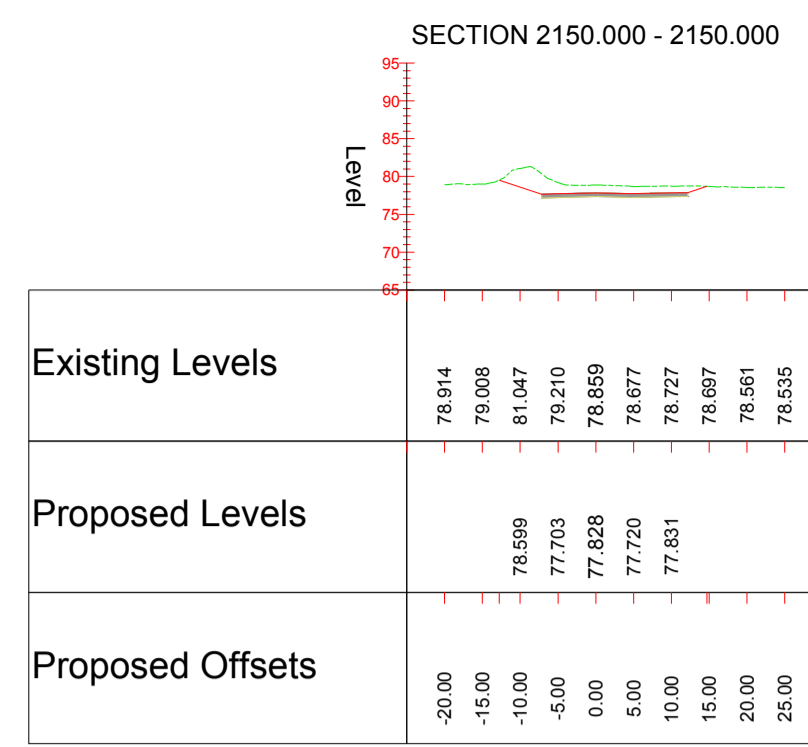 SECTION 2150.000 - 2150.000
95
90
85
80
75
70
65
Level
Existing Levels
78.914 79.008 81.047 79.210 78.859 78.677 78.727 78.697 78.561 78.535
Proposed Levels
78.599 77.703 77.828 77.720 77.831
Proposed Offsets
-20.00 -15.00 -10.00 -5.00 0.00 5.00 10.00 15.00 20.00 25.00